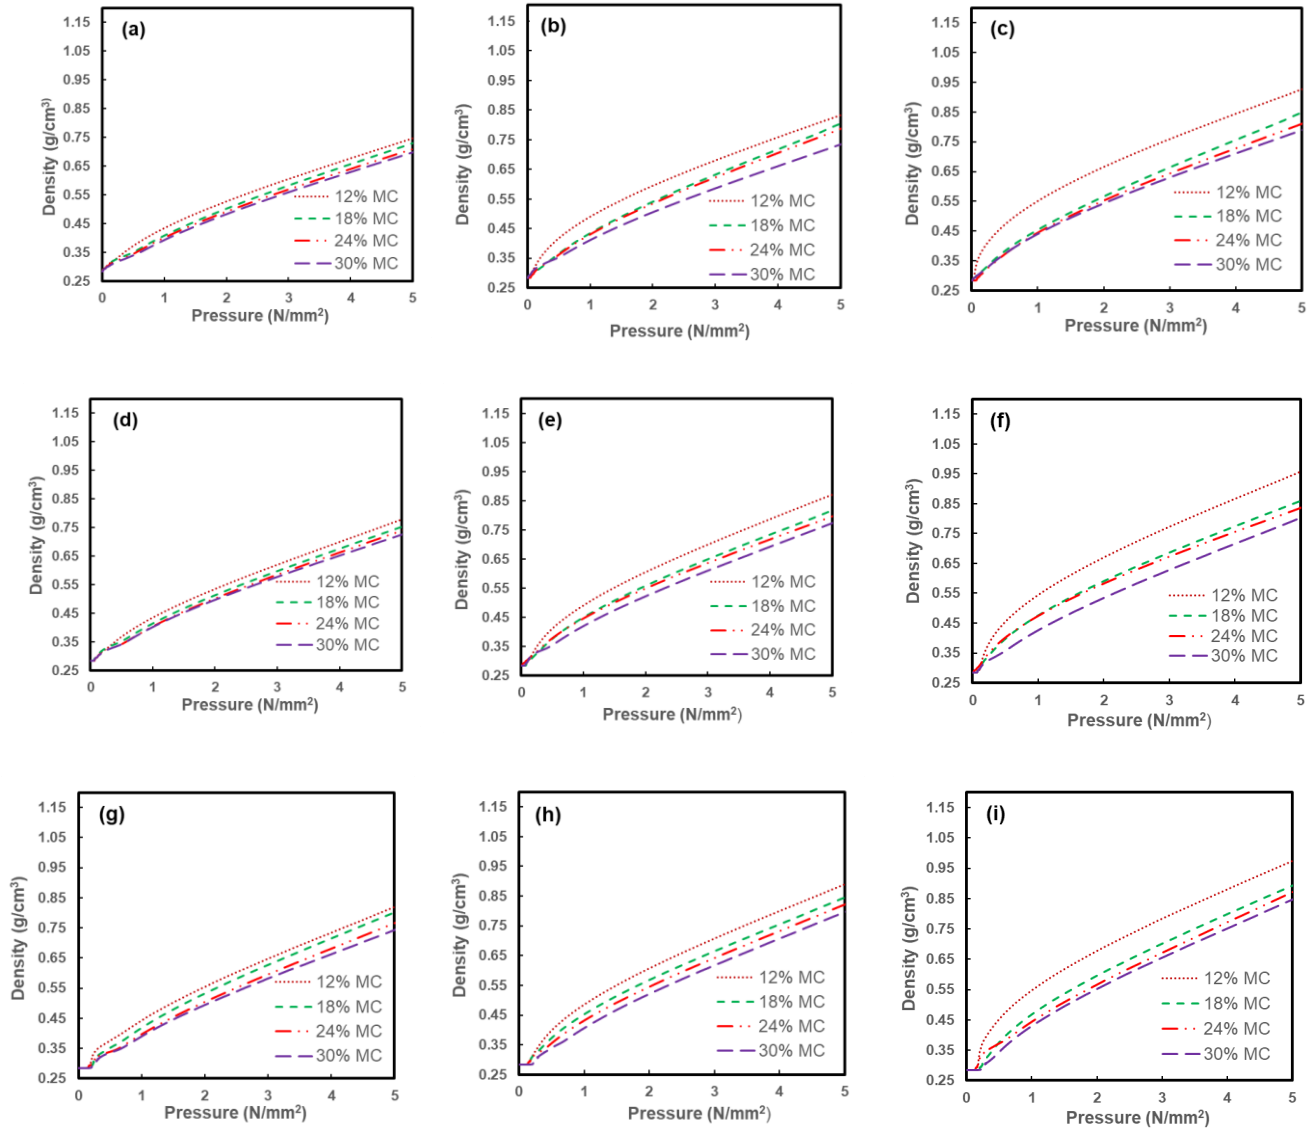 (a)
1.15
1.05
0.95
0.85
0.75
0.65
0.55
0.45
0.35
0.25
Density (g/cm³⁾
12% MC
18% MC
24% MC
30% MC
0 1 2 3 4 5
Pressure (N/mm²)
(b)
1.15
1.05
0.95
0.85
0.75
0.65
0.55
0.45
0.35
0.25
Density (g/cm³)
12% MC
18% MC
24% MC
30% MC
0 1 2 3 4 5
Pressure (N/mm²)
(c)
1.15
1.05
0.95
0.85
0.75
0.65
0.55
0.45
0.35
0.25
Density (g/cm³)
12% MC
18% MC
24% MC
30% MC
0 1 2 3 4 5
Pressure (N/mm²)
(d)
1.15
1.05
0.95
0.85
0.75
0.65
0.55
0.45
0.35
0.25
Density (g/cm³)
12% MC
18% MC
24% MC
30% MC
0 1 2 3 4 5
Pressure (N/mm²)
(e)
1.15
1.05
0.95
0.85
0.75
0.65
0.55
0.45
0.35
0.25
Density (g/cm³)
12% MC
18% MC
24% MC
30% MC
0 1 2 3 4 5
Pressure (N/mm²)
(f)
1.15
1.05
0.95
0.85
0.75
0.65
0.55
0.45
0.35
0.25
Density (g/cm³)
12% MC
18% MC
24% MC
30% MC
0 1 2 3 4 5
Pressure (N/mm²)
(g)
1.15
1.05
0.95
0.85
0.75
0.65
0.55
0.45
0.35
0.25
Density (g/cm³)
12% MC
18% MC
24% MC
30% MC
0 1 2 3 4 5
Pressure (N/mm²)
(h)
1.15
1.05
0.95
0.85
0.75
0.65
0.55
0.45
0.35
0.25
Density (g/cm³)
12% MC
18% MC
24% MC
30% MC
0 1 2 3 4 5
Pressure (N/mm²)
(i)
1.15
1.05
0.95
0.85
0.75
0.65
0.55
0.45
0.35
0.25
Density (g/cm³)
12% MC
18% MC
24% MC
30% MC
0 1 2 3 4 5
Pressure (N/mm²)